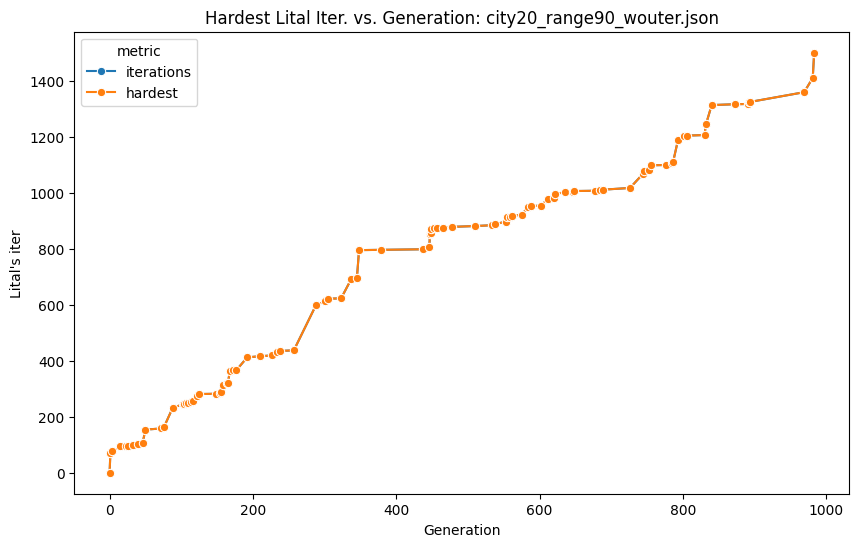 Hardest Lital Iter. vs. Generation: city20_range90_wouter.json
metric
iterations
hardest
1400
1200
1000
800
600
400
200
0
Lital's iter
0 200 400 600 800 1000
Generation